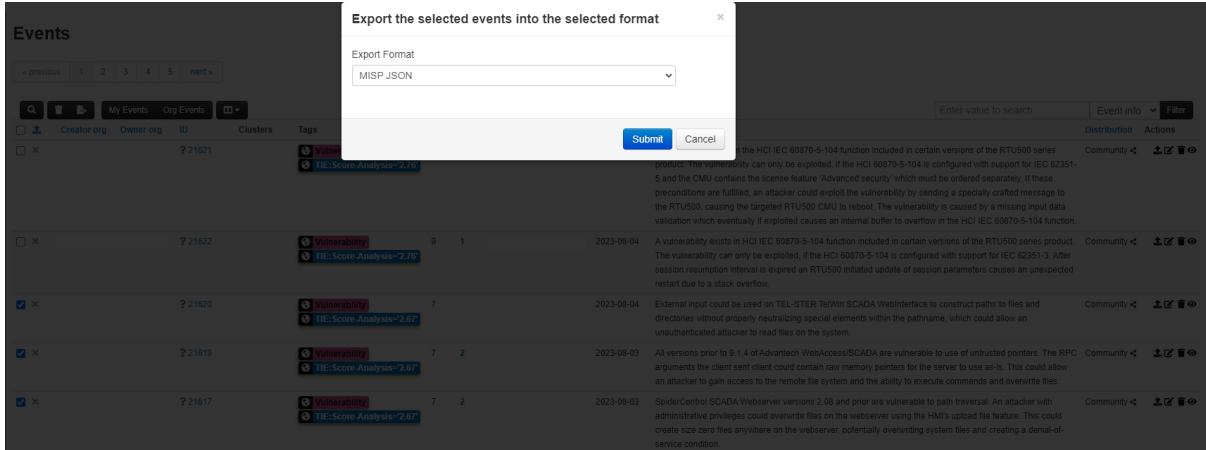 Export the selected events into the selected format ×
Events
Export Format
MISP JSON
« previous 1 2 3 4 5 next »
My Events Org Events
Enter value to search Event info Filter
Submit Cancel
Creator org Owner org ID Clusters Tags Distribution Actions
? 21621 in the HCI IEC 60870-5-104 function included in certain versions of the RTU500 series Community
TIE:Score-Analysis="2.76" product. The vulnerability can only be exploited, if the HCI 60870-5-104 is configured with support for IEC 62351-
5 and the CMU contains the license feature 'Advanced security' which must be ordered separately. If these
preconditions are fulfilled, an attacker could exploit the vulnerability by sending a specially crafted message to
the RTU500, causing the targeted RTU500 CMU to reboot. The vulnerability is caused by a missing input data
validation which eventually if exploited causes an internal buffer to overflow in the HCI IEC 60870-5-104 function.
? 21622 Vulnerability 1 2023-08-04 A vulnerability exists in HCI IEC 60870-5-104 function included in certain versions of the RTU500 series product. Community
TIE:Score-Analysis="2.76" The vulnerability can only be exploited, if the HCI 60870-5-104 is configured with support for IEC 62351-3. After
session resumption interval is expired an RTU500 initiated update of session parameters causes an unexpected
restart due to a stack overflow.
? 21620 Vulnerability 7 2023-08-04 External input could be used on TEL-STER TelWin SCADA WebInterface to construct paths to files and Community
TIE:Score-Analysis="2.67" directories without properly neutralizing special elements within the pathname, which could allow an
unauthenticated attacker to read files on the system.
? 21619 Vulnerability 7 2 2023-08-03 All versions prior to 9.1.4 of Advantech WebAccess/SCADA are vulnerable to use of untrusted pointers. The RPC Community
TIE:Score-Analysis="2.67" arguments the client sent client could contain raw memory pointers for the server to use as-is. This could allow
an attacker to gain access to the remote file system and the ability to execute commands and overwrite files.
? 21617 Vulnerability 7 2 2023-08-03 SpiderControl SCADA Webserver versions 2.08 and prior are vulnerable to path traversal. An attacker with Community
TIE:Score-Analysis="2.67" administrative privileges could overwrite files on the webserver using the HMI's upload file feature. This could
create size zero files anywhere on the webserver, potentially overwriting system files and creating a denial-of-
service condition.